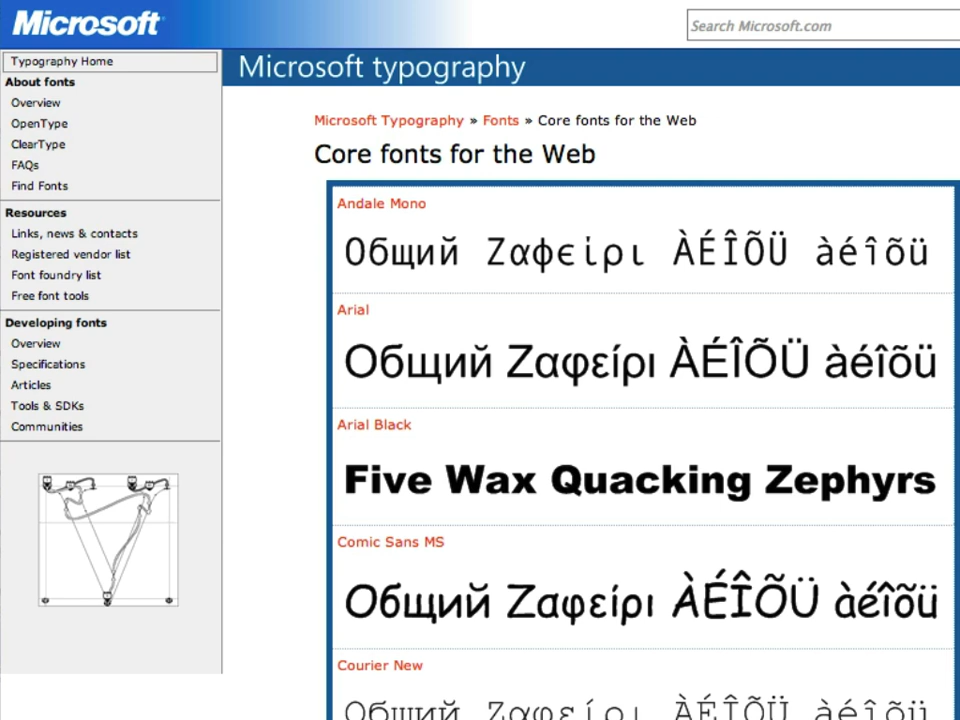 Microsoft
Search Microsoft.com
Typography Home
About fonts
Overview
OpenType
ClearType
FAQs
Find Fonts
Resources
Links, news & contacts
Registered vendor list
Font foundry list
Free font tools
Developing fonts
Overview
Specifications
Articles
Tools & SDKs
Communities
Microsoft typography
Microsoft Typography » Fonts » Core fonts for the Web
Core fonts for the Web
Andale Mono
Общий Ζαφείρι ÀÉÎÕÜ àéîõü
Arial
Общий Ζαφείρι ÀÉÎÕÜ àéîõü
Arial Black
Five Wax Quacking Zephyrs
Comic Sans MS
Общий Ζαφείρι ÀÉÎÕÜ àéîõü
Courier New
Общий Ζαφείρι ÀÉÎÕÜ àéîõü